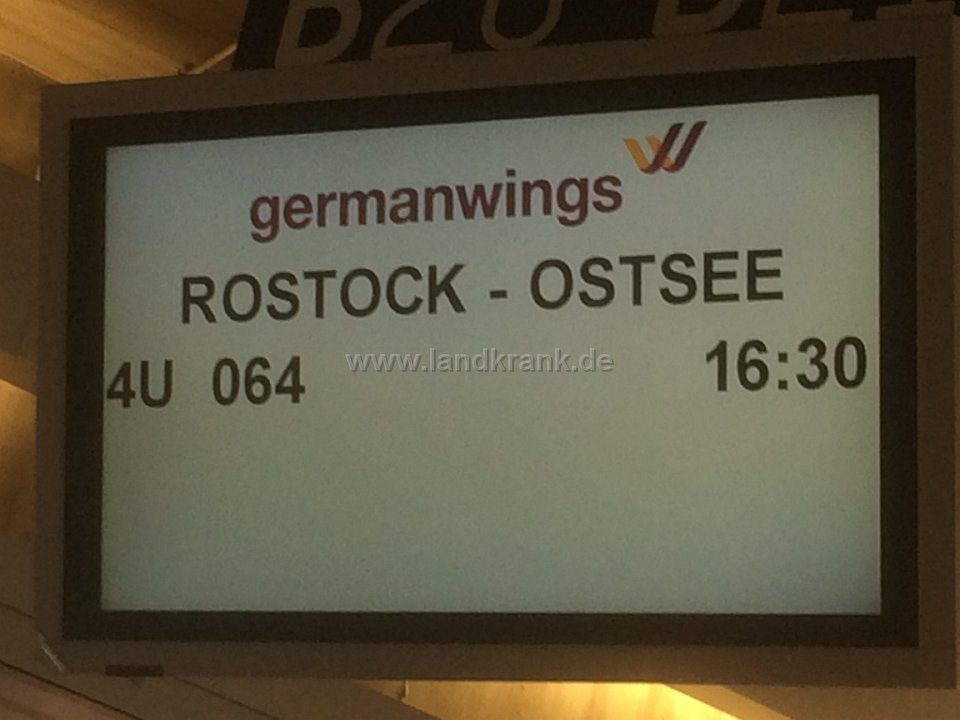 germanwings
ROSTOCK - OSTSEE
4U 064 16:30
www.landkrank.de